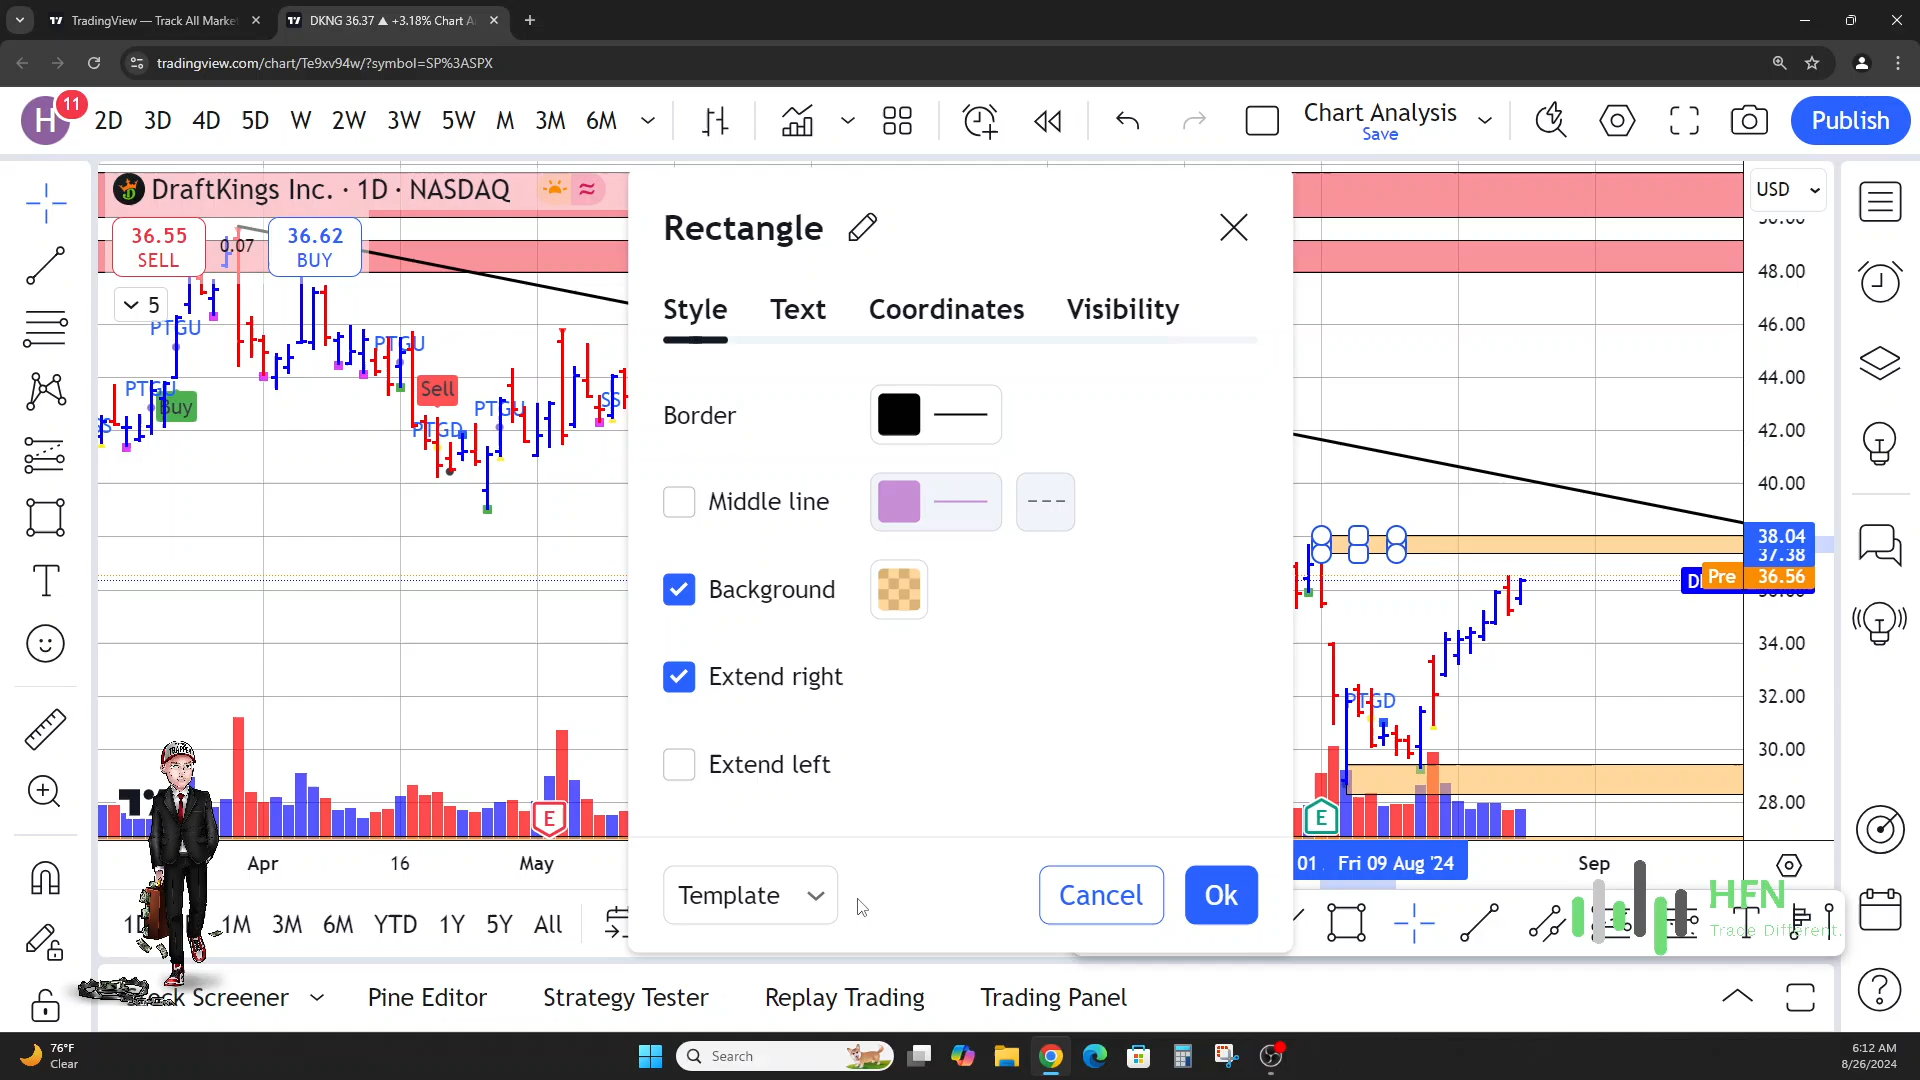 TradingView — Track All Marke
DKNG 36.37 ▲ +3.18% Chart A
tradingview.com/chart/Te9xv94w/?symbol=SP%3ASPX
H
11
2D 3D 4D 5D W 2W 3W 5W M 3M 6M
Chart Analysis
Save
Publish
DraftKings Inc. · 1D · NASDAQ
USD
36.55
SELL
0.07
36.62
BUY
5
PTGU
PTGU
PTGU
Buy
Sell
PTGD
PTGU
SS
SS
Rectangle
Style Text Coordinates Visibility
Border
Middle line
Background
Extend right
Extend left
Template
Cancel
Ok
48.00
46.00
44.00
42.00
40.00
38.04
37.38
Pre 36.56
34.00
32.00
30.00
28.00
PTGD
E
E
Apr 16 May
01
Fri 09 Aug '24
Sep
1M 3M 6M YTD 1Y 5Y All
TRAPPER
HFN
Trade Different.
Screener Pine Editor Strategy Tester Replay Trading Trading Panel
76°F
Clear
Search
6:12 AM
8/26/2024